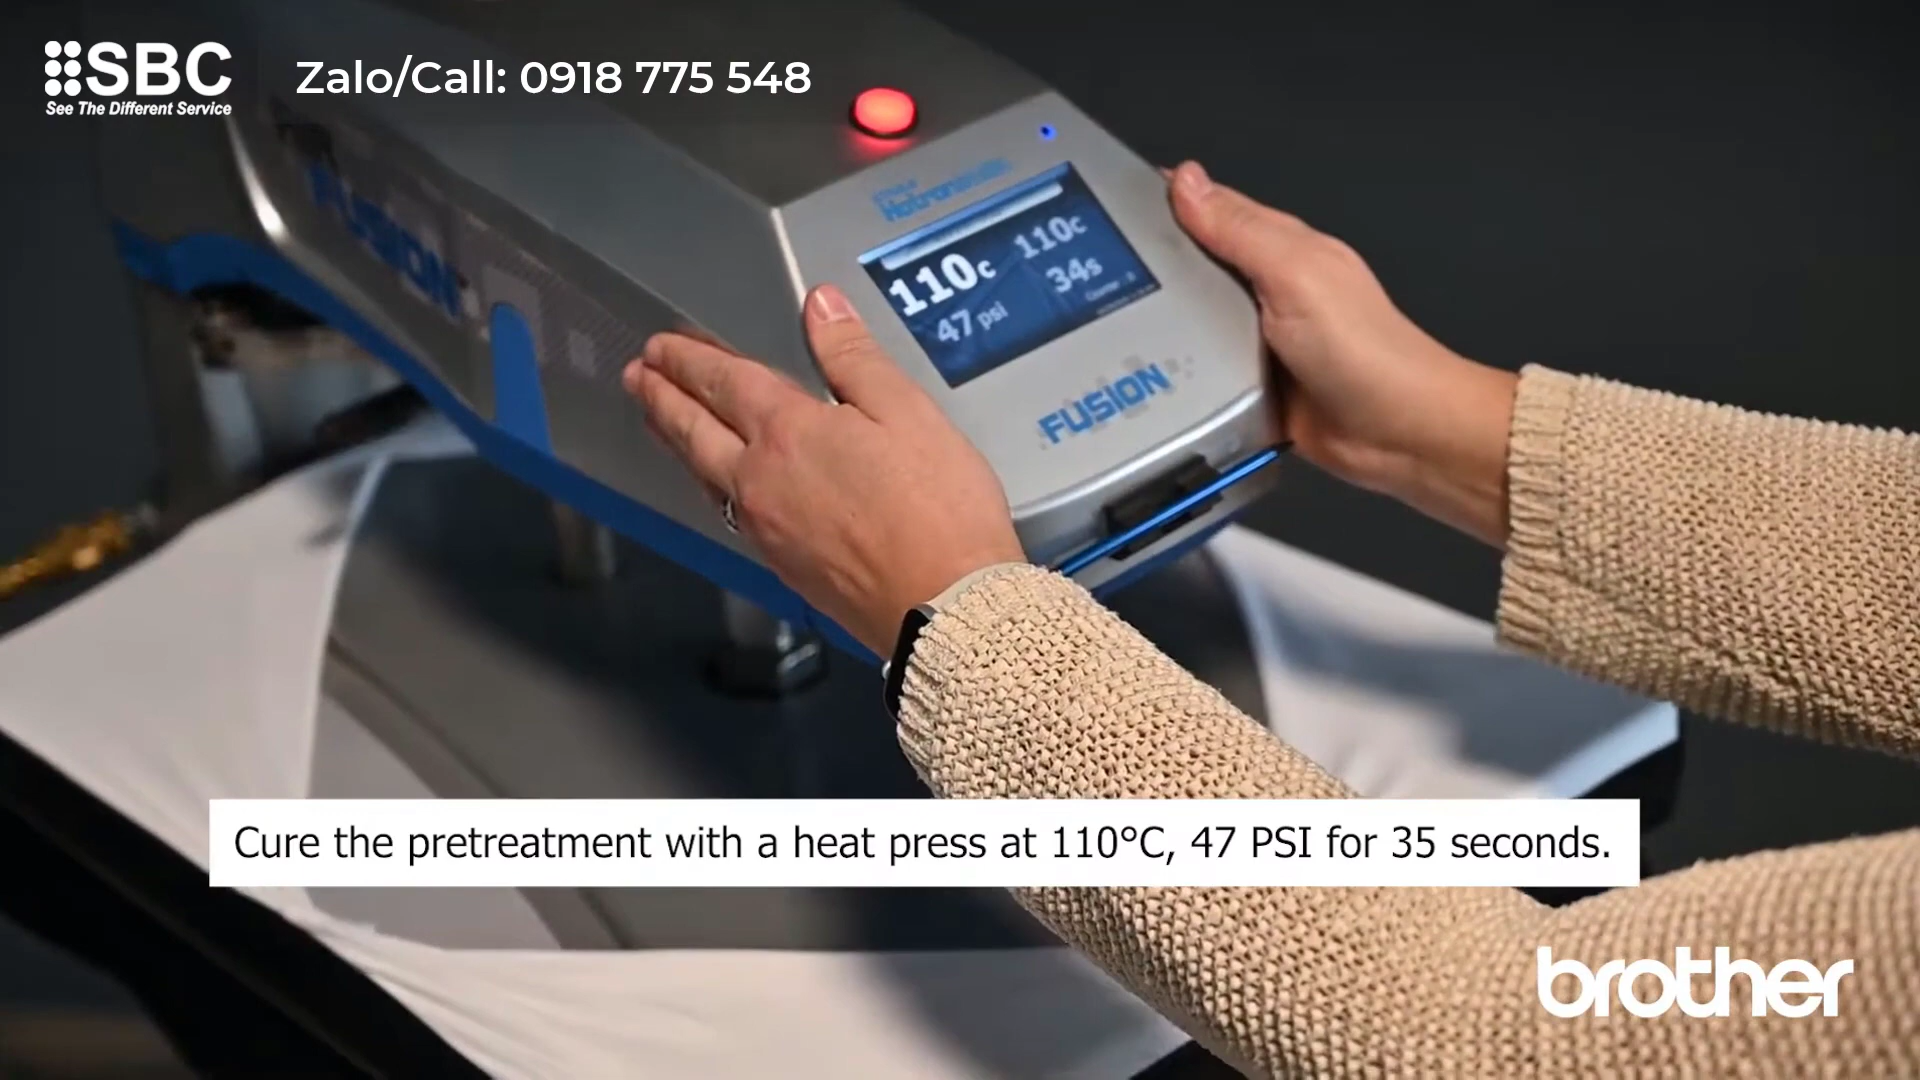 SBC
See The Different Service
Zalo/Call: 0918 775 548
FUSION
110c
110c
47 psi
34s
FUSION
Cure the pretreatment with a heat press at 110°C, 47 PSI for 35 seconds.
brother